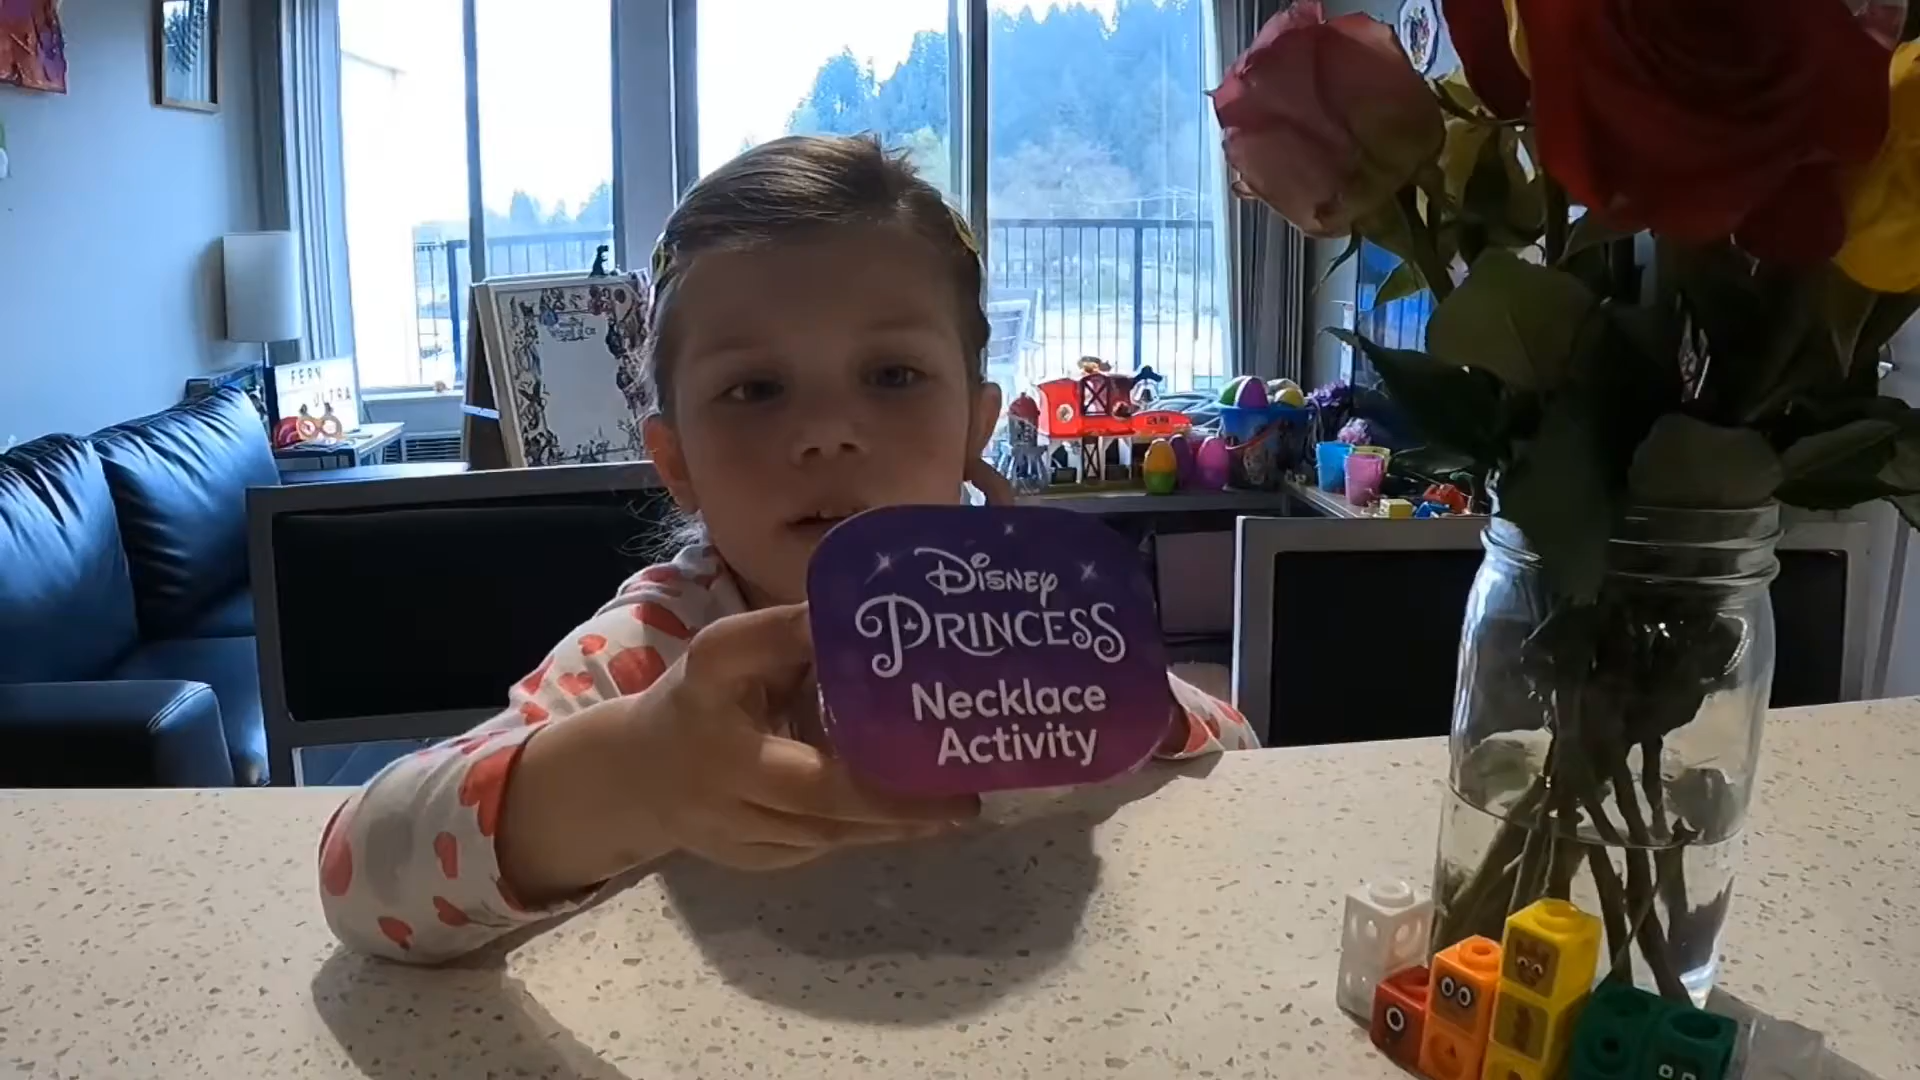 FERN
ULTRA
Disney
PRINCESS
Necklace
Activity